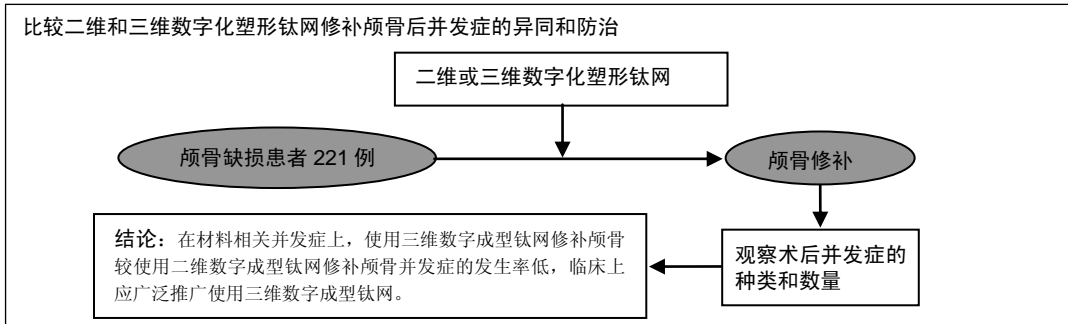 比较二维和三维数字化塑形钛网修补颅骨后并发症的异同和防治
二维或三维数字化塑形钛网
颅骨缺损患者 221 例
颅骨修补
观察术后并发症的
种类和数量
结论：在材料相关并发症上，使用三维数字成型钛网修补颅骨
较使用二维数字成型钛网修补颅骨并发症的发生率低，临床上
应广泛推广使用三维数字成型钛网。